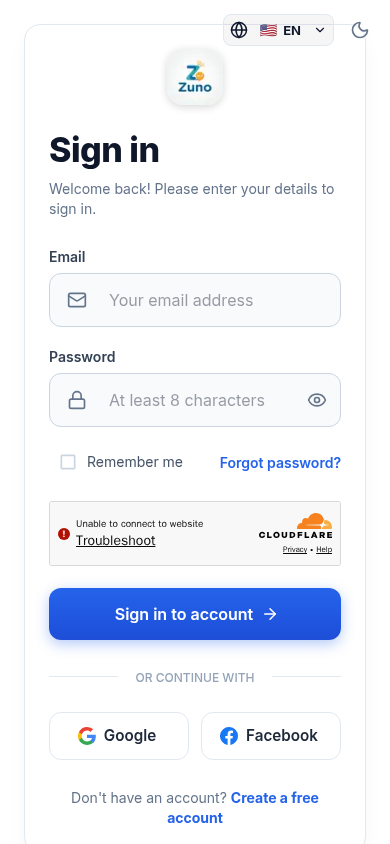 🇺🇸 EN
Zuno
Sign in
Welcome back! Please enter your details to
sign in.
Email
Your email address
Password
At least 8 characters
Remember me
Forgot password?
Unable to connect to website
Troubleshoot
CLOUDFLARE
Privacy • Help
Sign in to account →
OR CONTINUE WITH
Google
Facebook
Don't have an account? Create a free
account